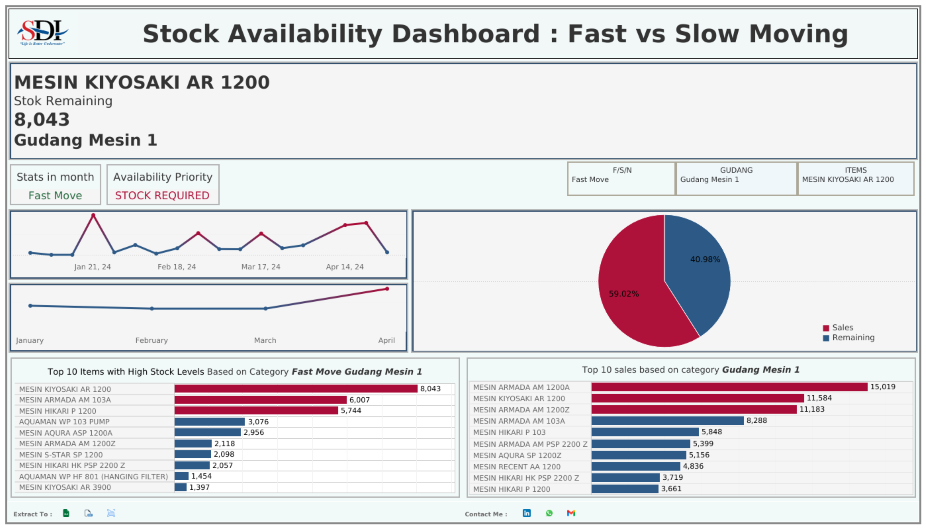 SDI
"Life is Better Underwater"
Stock Availability Dashboard : Fast vs Slow Moving
MESIN KIYOSAKI AR 1200
Stok Remaining
8,043
Gudang Mesin 1
Stats in month
Fast Move
Availability Priority
STOCK REQUIRED
F/S/N
Fast Move
GUDANG
Gudang Mesin 1
ITEMS
MESIN KIYOSAKI AR 1200
Jan 21, 24 Feb 18, 24 Mar 17, 24 Apr 14, 24
January February March April
40.98%
59.02%
Sales
Remaining
Top 10 Items with High Stock Levels Based on Category Fast Move Gudang Mesin 1
MESIN KIYOSAKI AR 1200 8,043
MESIN ARMADA AM 103A 6,007
MESIN HIKARI P 1200 5,744
AQUAMAN WP 103 PUMP 3,076
MESIN AQURA ASP 1200A 2,956
MESIN ARMADA AM 1200Z 2,118
MESIN S-STAR SP 1200 2,098
MESIN HIKARI HK PSP 2200 Z 2,057
AQUAMAN WP HF 801 (HANGING FILTER) 1,454
MESIN KIYOSAKI AR 3900 1,397
Top 10 sales based on category Gudang Mesin 1
MESIN ARMADA AM 1200A 15,019
MESIN KIYOSAKI AR 1200 11,584
MESIN ARMADA AM 1200Z 11,183
MESIN ARMADA AM 103A 8,288
MESIN HIKARI P 103 5,848
MESIN ARMADA AM PSP 2200 Z 5,399
MESIN AQURA SP 1200Z 5,156
MESIN RECENT AA 1200 4,836
MESIN HIKARI HK PSP 2200 Z 3,719
MESIN HIKARI P 1200 3,661
Extract To :
Contact Me :